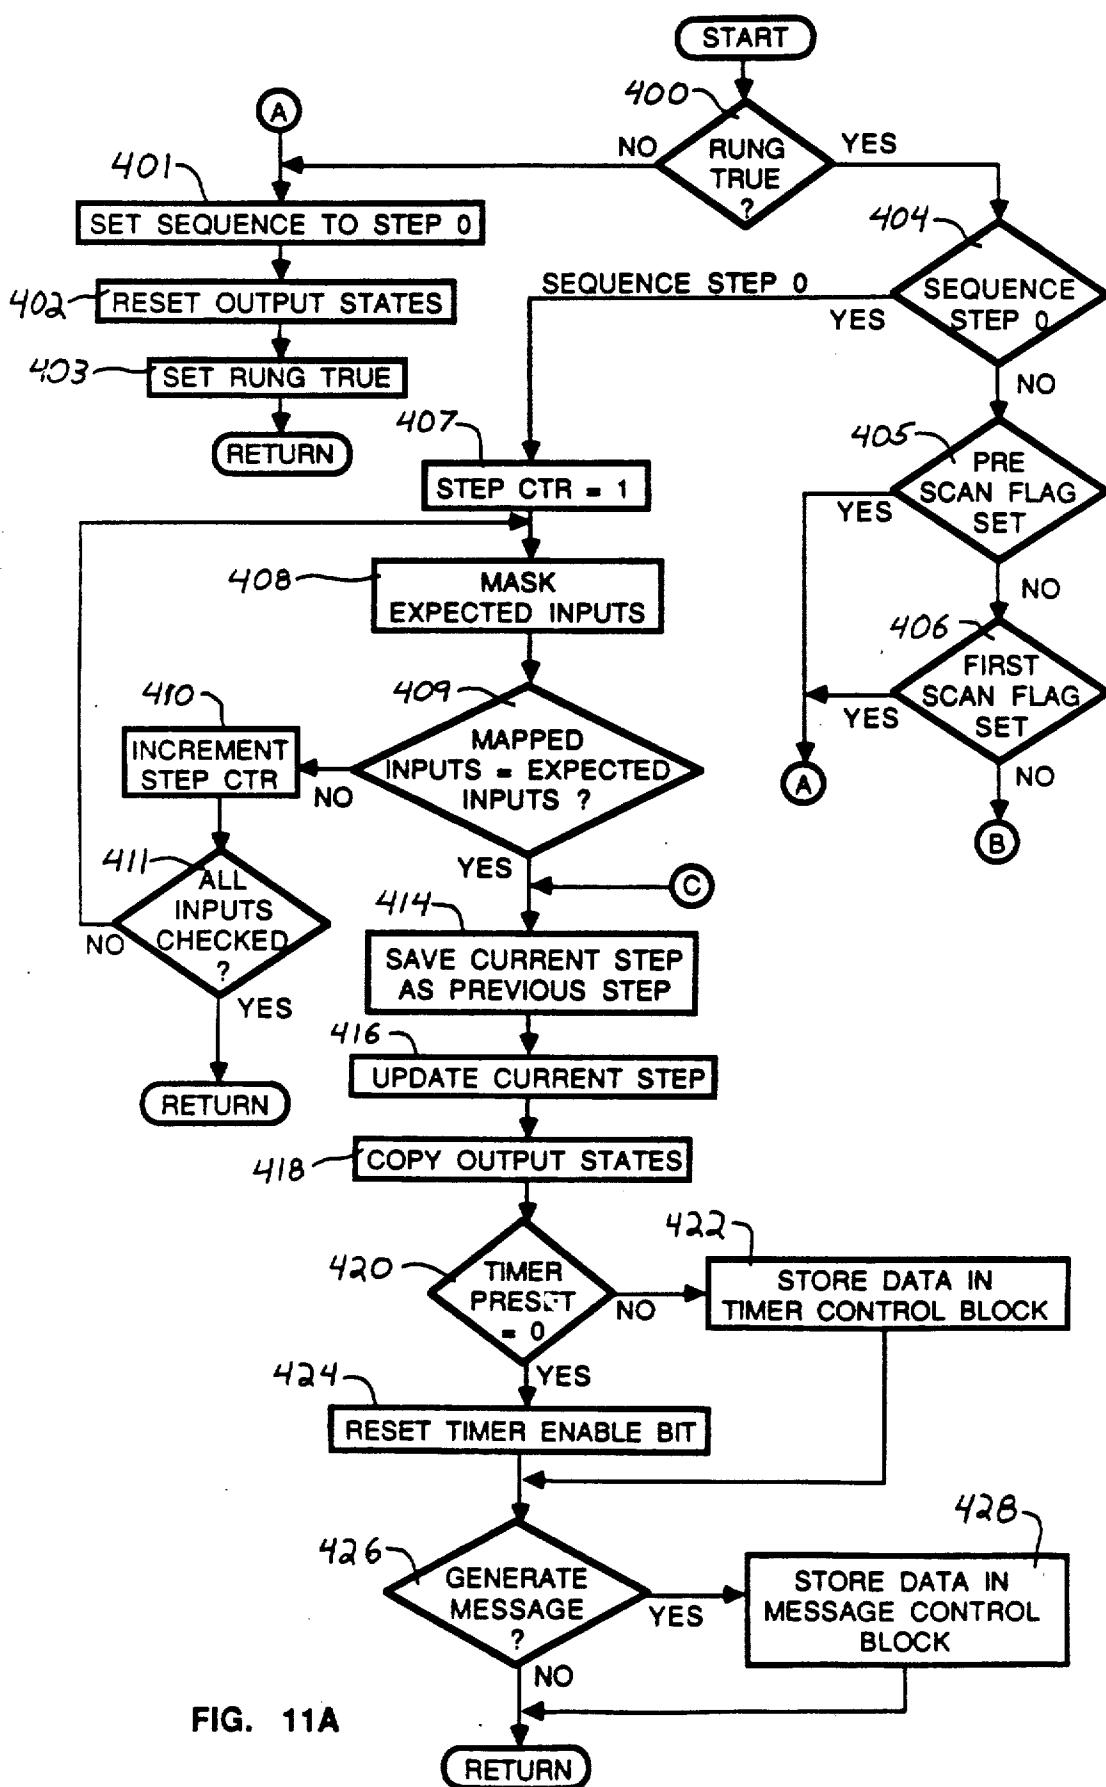 START
400
A
NO
RUNG
TRUE
?
YES
401
SET SEQUENCE TO STEP 0
404
402
RESET OUTPUT STATES
SEQUENCE STEP 0
YES
SEQUENCE
STEP 0
NO
403
SET RUNG TRUE
RETURN
407
STEP CTR = 1
405
PRE
SCAN FLAG
SET
YES
NO
408
MASK
EXPECTED INPUTS
406
FIRST
SCAN FLAG
SET
YES
NO
A
B
410
INCREMENT
STEP CTR
409
MAPPED
INPUTS = EXPECTED
INPUTS ?
NO
YES
C
411
ALL
INPUTS
CHECKED
?
NO
YES
RETURN
414
SAVE CURRENT STEP
AS PREVIOUS STEP
416
UPDATE CURRENT STEP
418
COPY OUTPUT STATES
420
TIMER
PRESET
= 0
NO
YES
422
STORE DATA IN
TIMER CONTROL BLOCK
424
RESET TIMER ENABLE BIT
426
GENERATE
MESSAGE
?
YES
NO
428
STORE DATA IN
MESSAGE CONTROL
BLOCK
FIG. 11A
RETURN